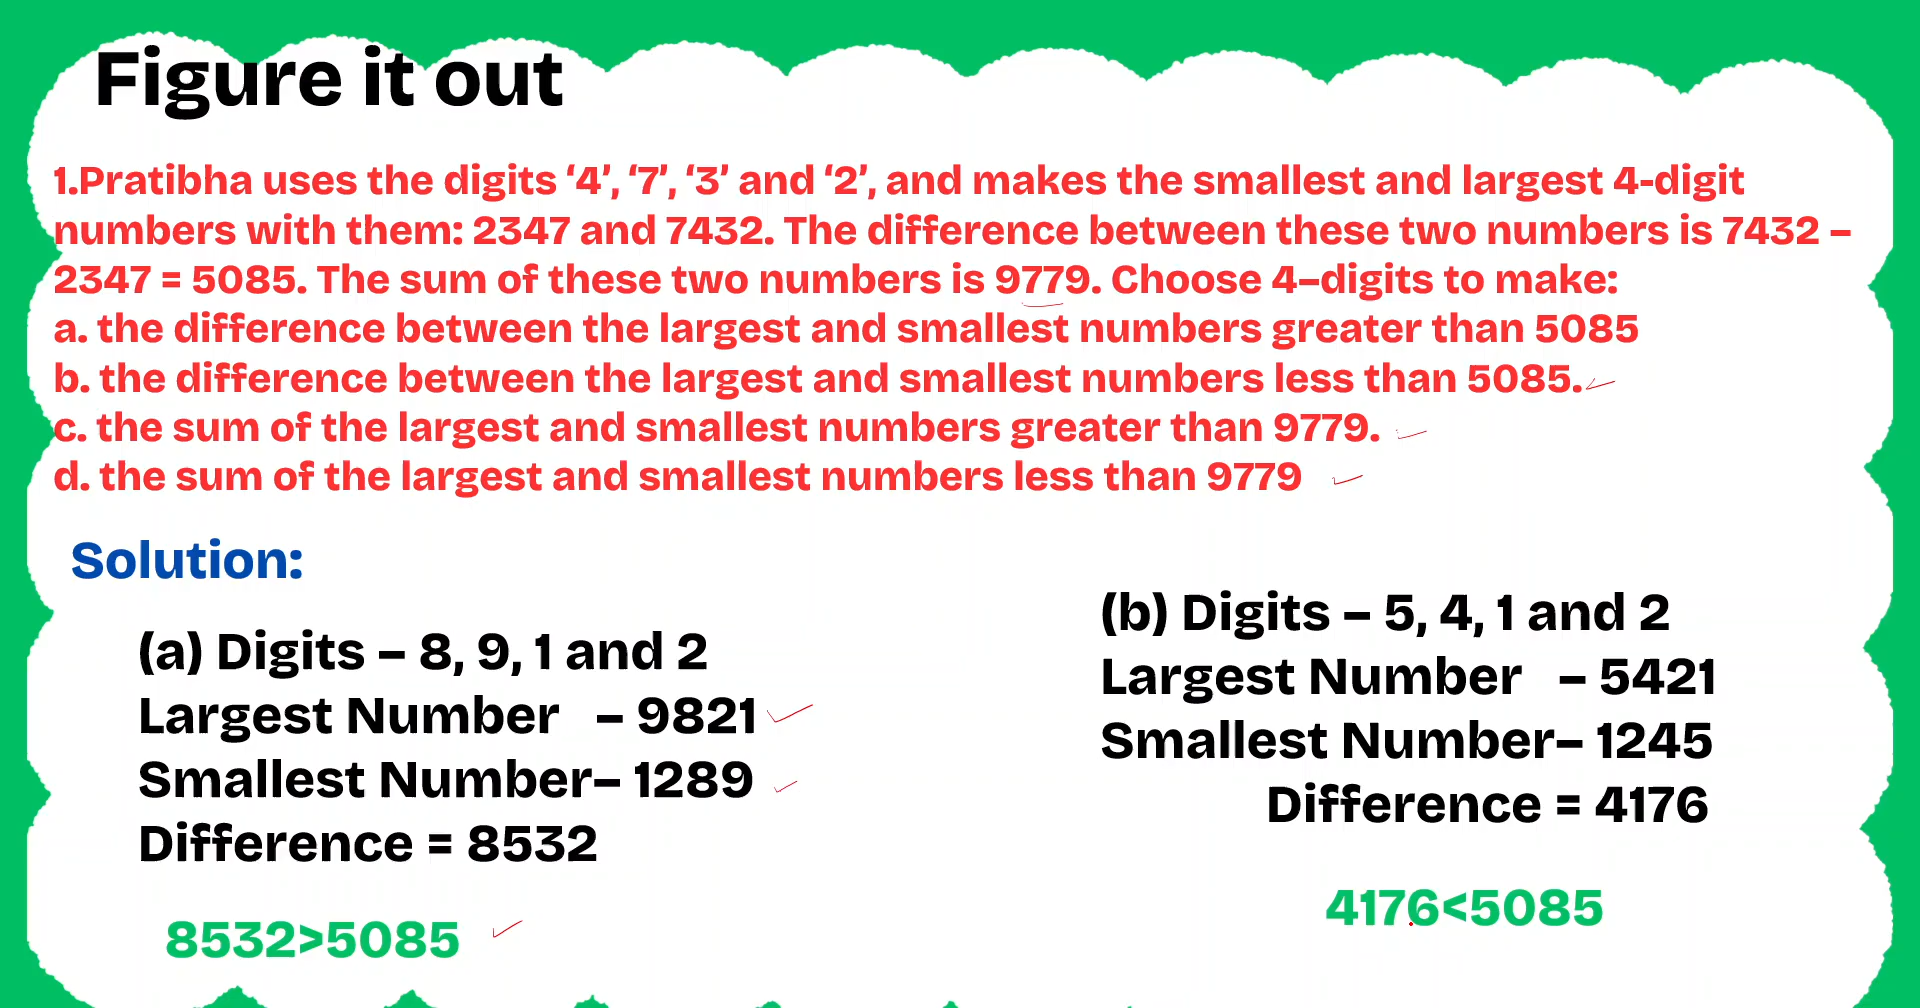 Figure it out
1.Pratibha uses the digits ‘4’, ‘7’, ‘3’ and ‘2’, and makes the smallest and largest 4-digit
numbers with them: 2347 and 7432. The difference between these two numbers is 7432 –
2347 = 5085. The sum of these two numbers is 9779. Choose 4–digits to make:
a. the difference between the largest and smallest numbers greater than 5085
b. the difference between the largest and smallest numbers less than 5085.
c. the sum of the largest and smallest numbers greater than 9779.
d. the sum of the largest and smallest numbers less than 9779
Solution:
(a) Digits – 8, 9, 1 and 2
Largest Number – 9821
Smallest Number– 1289
Difference = 8532
8532>5085
(b) Digits – 5, 4, 1 and 2
Largest Number – 5421
Smallest Number– 1245
Difference = 4176
4176<5085